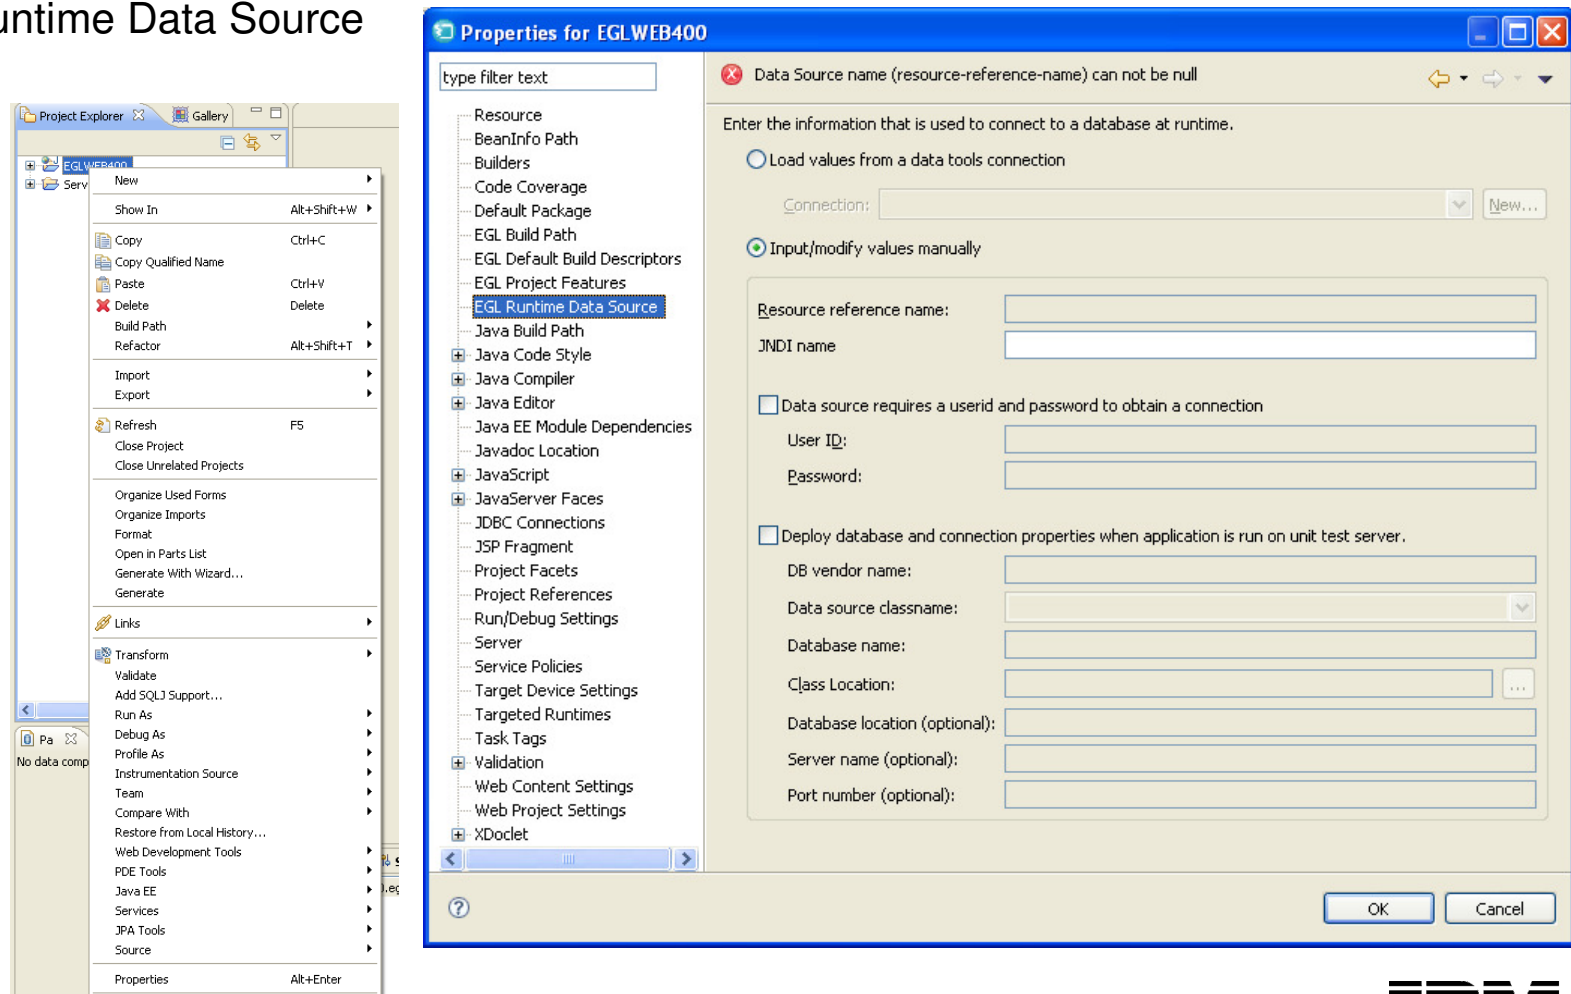 untime Data Source
Project Explorer
Gallery
EGLWEB400
Serv
New
Show In Alt+Shift+W
Copy Ctrl+C
Copy Qualified Name
Paste Ctrl+V
Delete Delete
Build Path
Refactor Alt+Shift+T
Import
Export
Refresh F5
Close Project
Close Unrelated Projects
Organize Used Forms
Organize Imports
Format
Open in Parts List
Generate With Wizard...
Generate
Links
Transform
Validate
Add SQLJ Support...
Run As
Debug As
Profile As
Instrumentation Source
Team
Compare With
Restore from Local History...
Web Development Tools
PDE Tools
Java EE
Services
JPA Tools
Source
Properties Alt+Enter
Pa
No data comp
Properties for EGLWEB400
type filter text
Resource
BeanInfo Path
Builders
Code Coverage
Default Package
EGL Build Path
EGL Default Build Descriptors
EGL Project Features
EGL Runtime Data Source
Java Build Path
Java Code Style
Java Compiler
Java Editor
Java EE Module Dependencies
Javadoc Location
JavaScript
JavaServer Faces
JDBC Connections
JSP Fragment
Project Facets
Project References
Run/Debug Settings
Server
Service Policies
Target Device Settings
Targeted Runtimes
Task Tags
Validation
Web Content Settings
Web Project Settings
XDoclet
Data Source name (resource-reference-name) can not be null
Enter the information that is used to connect to a database at runtime.
Load values from a data tools connection
Connection: New...
Input/modify values manually
Resource reference name:
JNDI name
Data source requires a userid and password to obtain a connection
User ID:
Password:
Deploy database and connection properties when application is run on unit test server.
DB vendor name:
Data source classname:
Database name:
Class Location: ...
Database location (optional):
Server name (optional):
Port number (optional):
OK Cancel